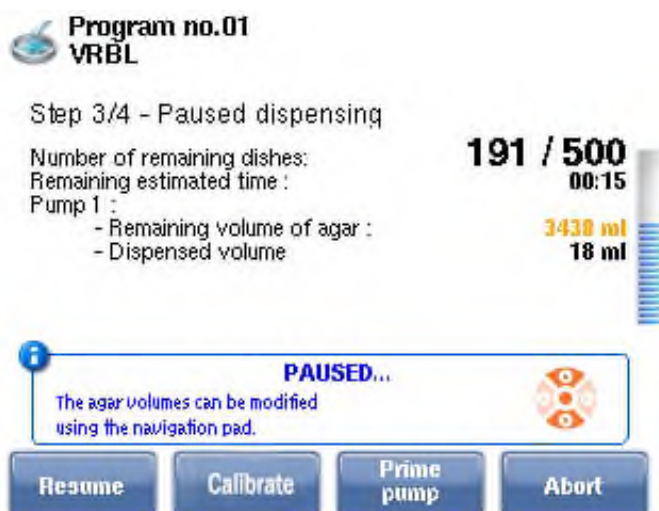 Program no.01
VRBL
Step 3/4 - Paused dispensing
Number of remaining dishes: 191 / 500
Remaining estimated time : 00:15
Pump 1 :
- Remaining volume of agar : 3438 ml
- Dispensed volume 18 ml
i
PAUSED...
The agar volumes can be modified
using the navigation pad.
Resume Calibrate Prime pump Abort